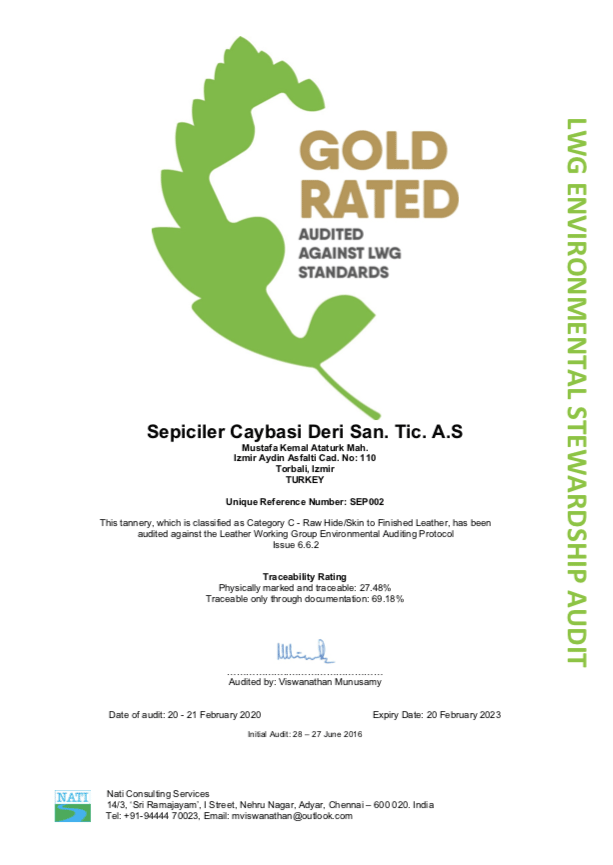 GOLD
RATED
AUDITED
AGAINST LWG
STANDARDS
LWG ENVIRONMENTAL STEWARDSHIP AUDIT
Sepiciler Caybasi Deri San. Tic. A.S
Mustafa Kemal Ataturk Mah.
Izmir Aydin Asfalti Cad. No: 110
Torbali, Izmir
TURKEY
Unique Reference Number: SEP002
This tannery, which is classified as Category C - Raw Hide/Skin to Finished Leather, has been
audited against the Leather Working Group Environmental Auditing Protocol
Issue 6.6.2
Traceability Rating
Physically marked and traceable: 27.48%
Traceable only through documentation: 69.18%
Audited by: Viswanathan Munusamy
Date of audit: 20 - 21 February 2020 Expiry Date: 20 February 2023
Initial Audit: 28 – 27 June 2016
NATI
Nati Consulting Services
14/3, 'Sri Ramajayam', I Street, Nehru Nagar, Adyar, Chennai – 600 020. India
Tel: +91-94444 70023, Email: mviswanathan@outlook.com